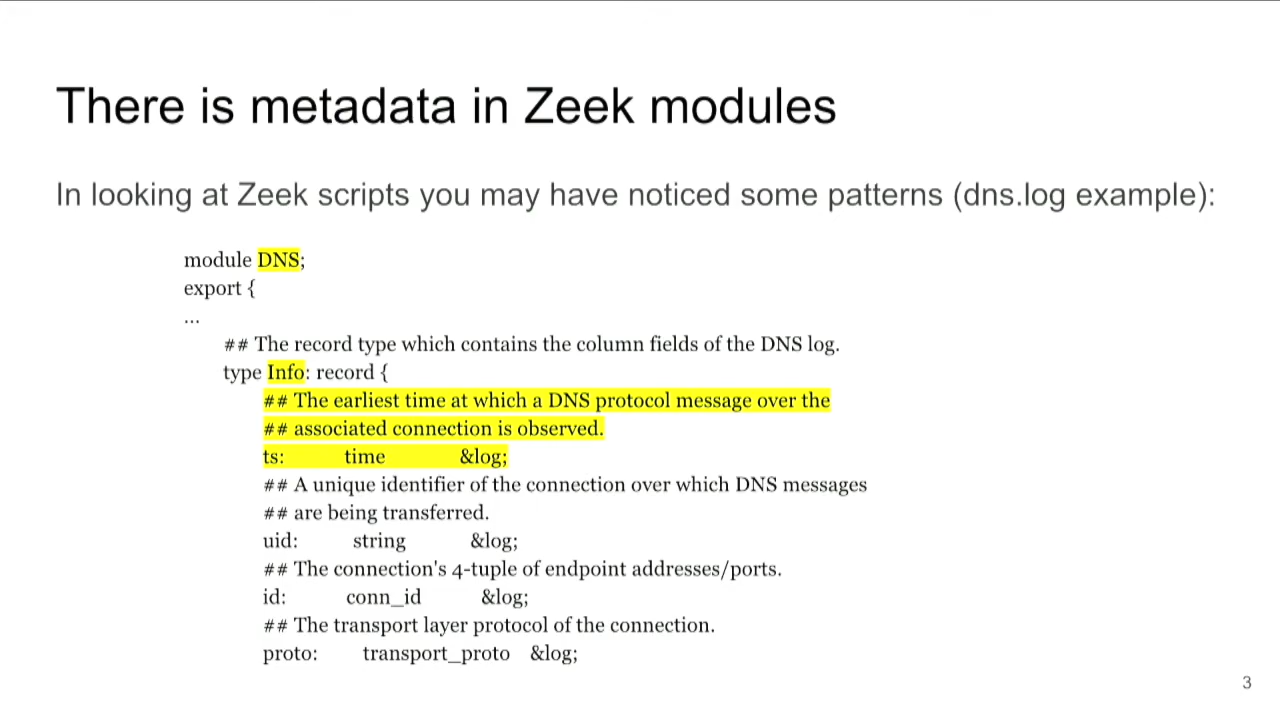 There is metadata in Zeek modules
In looking at Zeek scripts you may have noticed some patterns (dns.log example):
module DNS;
export {
...
## The record type which contains the column fields of the DNS log.
type Info: record {
## The earliest time at which a DNS protocol message over the
## associated connection is observed.
ts: time &log;
## A unique identifier of the connection over which DNS messages
## are being transferred.
uid: string &log;
## The connection's 4-tuple of endpoint addresses/ports.
id: conn_id &log;
## The transport layer protocol of the connection.
proto: transport_proto &log;
3